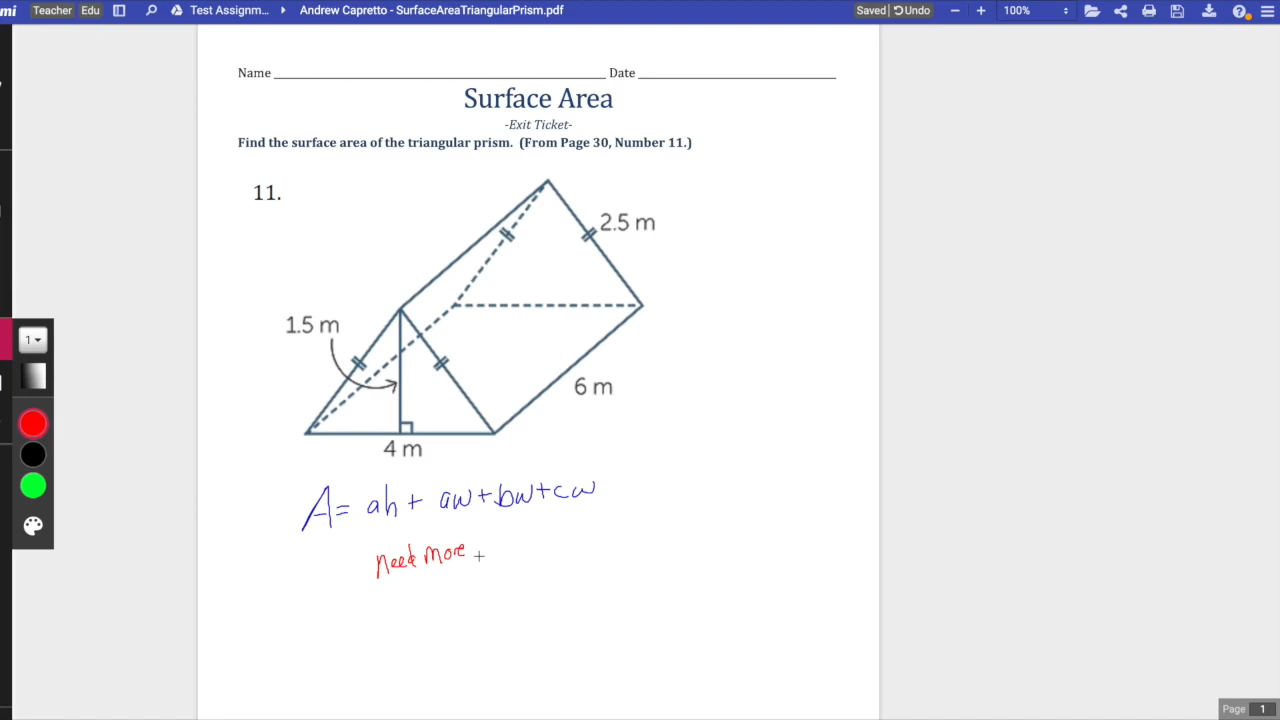 mi Teacher Edu Test Assignm... Andrew Capretto - SurfaceAreaTriangularPrism.pdf Saved Undo 100%
Name Date
Surface Area
-Exit Ticket-
Find the surface area of the triangular prism. (From Page 30, Number 11.)
11.
2.5 m
1.5 m
6 m
4 m
A= ah + aw+bw+cw
need more
1
Page 1